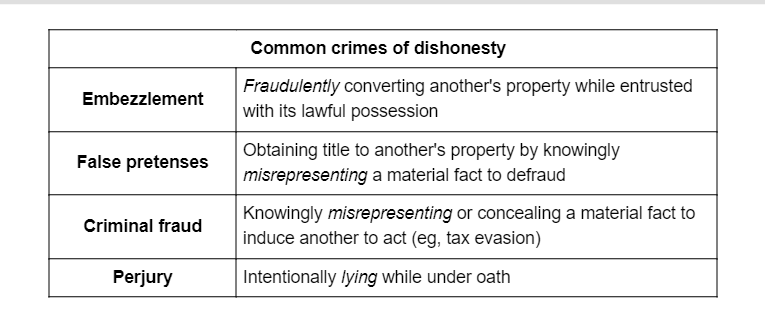 Common crimes of dishonesty
Embezzlement
Fraudulently converting another's property while entrusted
with its lawful possession
False pretenses
Obtaining title to another's property by knowingly
misrepresenting a material fact to defraud
Criminal fraud
Knowingly misrepresenting or concealing a material fact to
induce another to act (eg, tax evasion)
Perjury
Intentionally lying while under oath